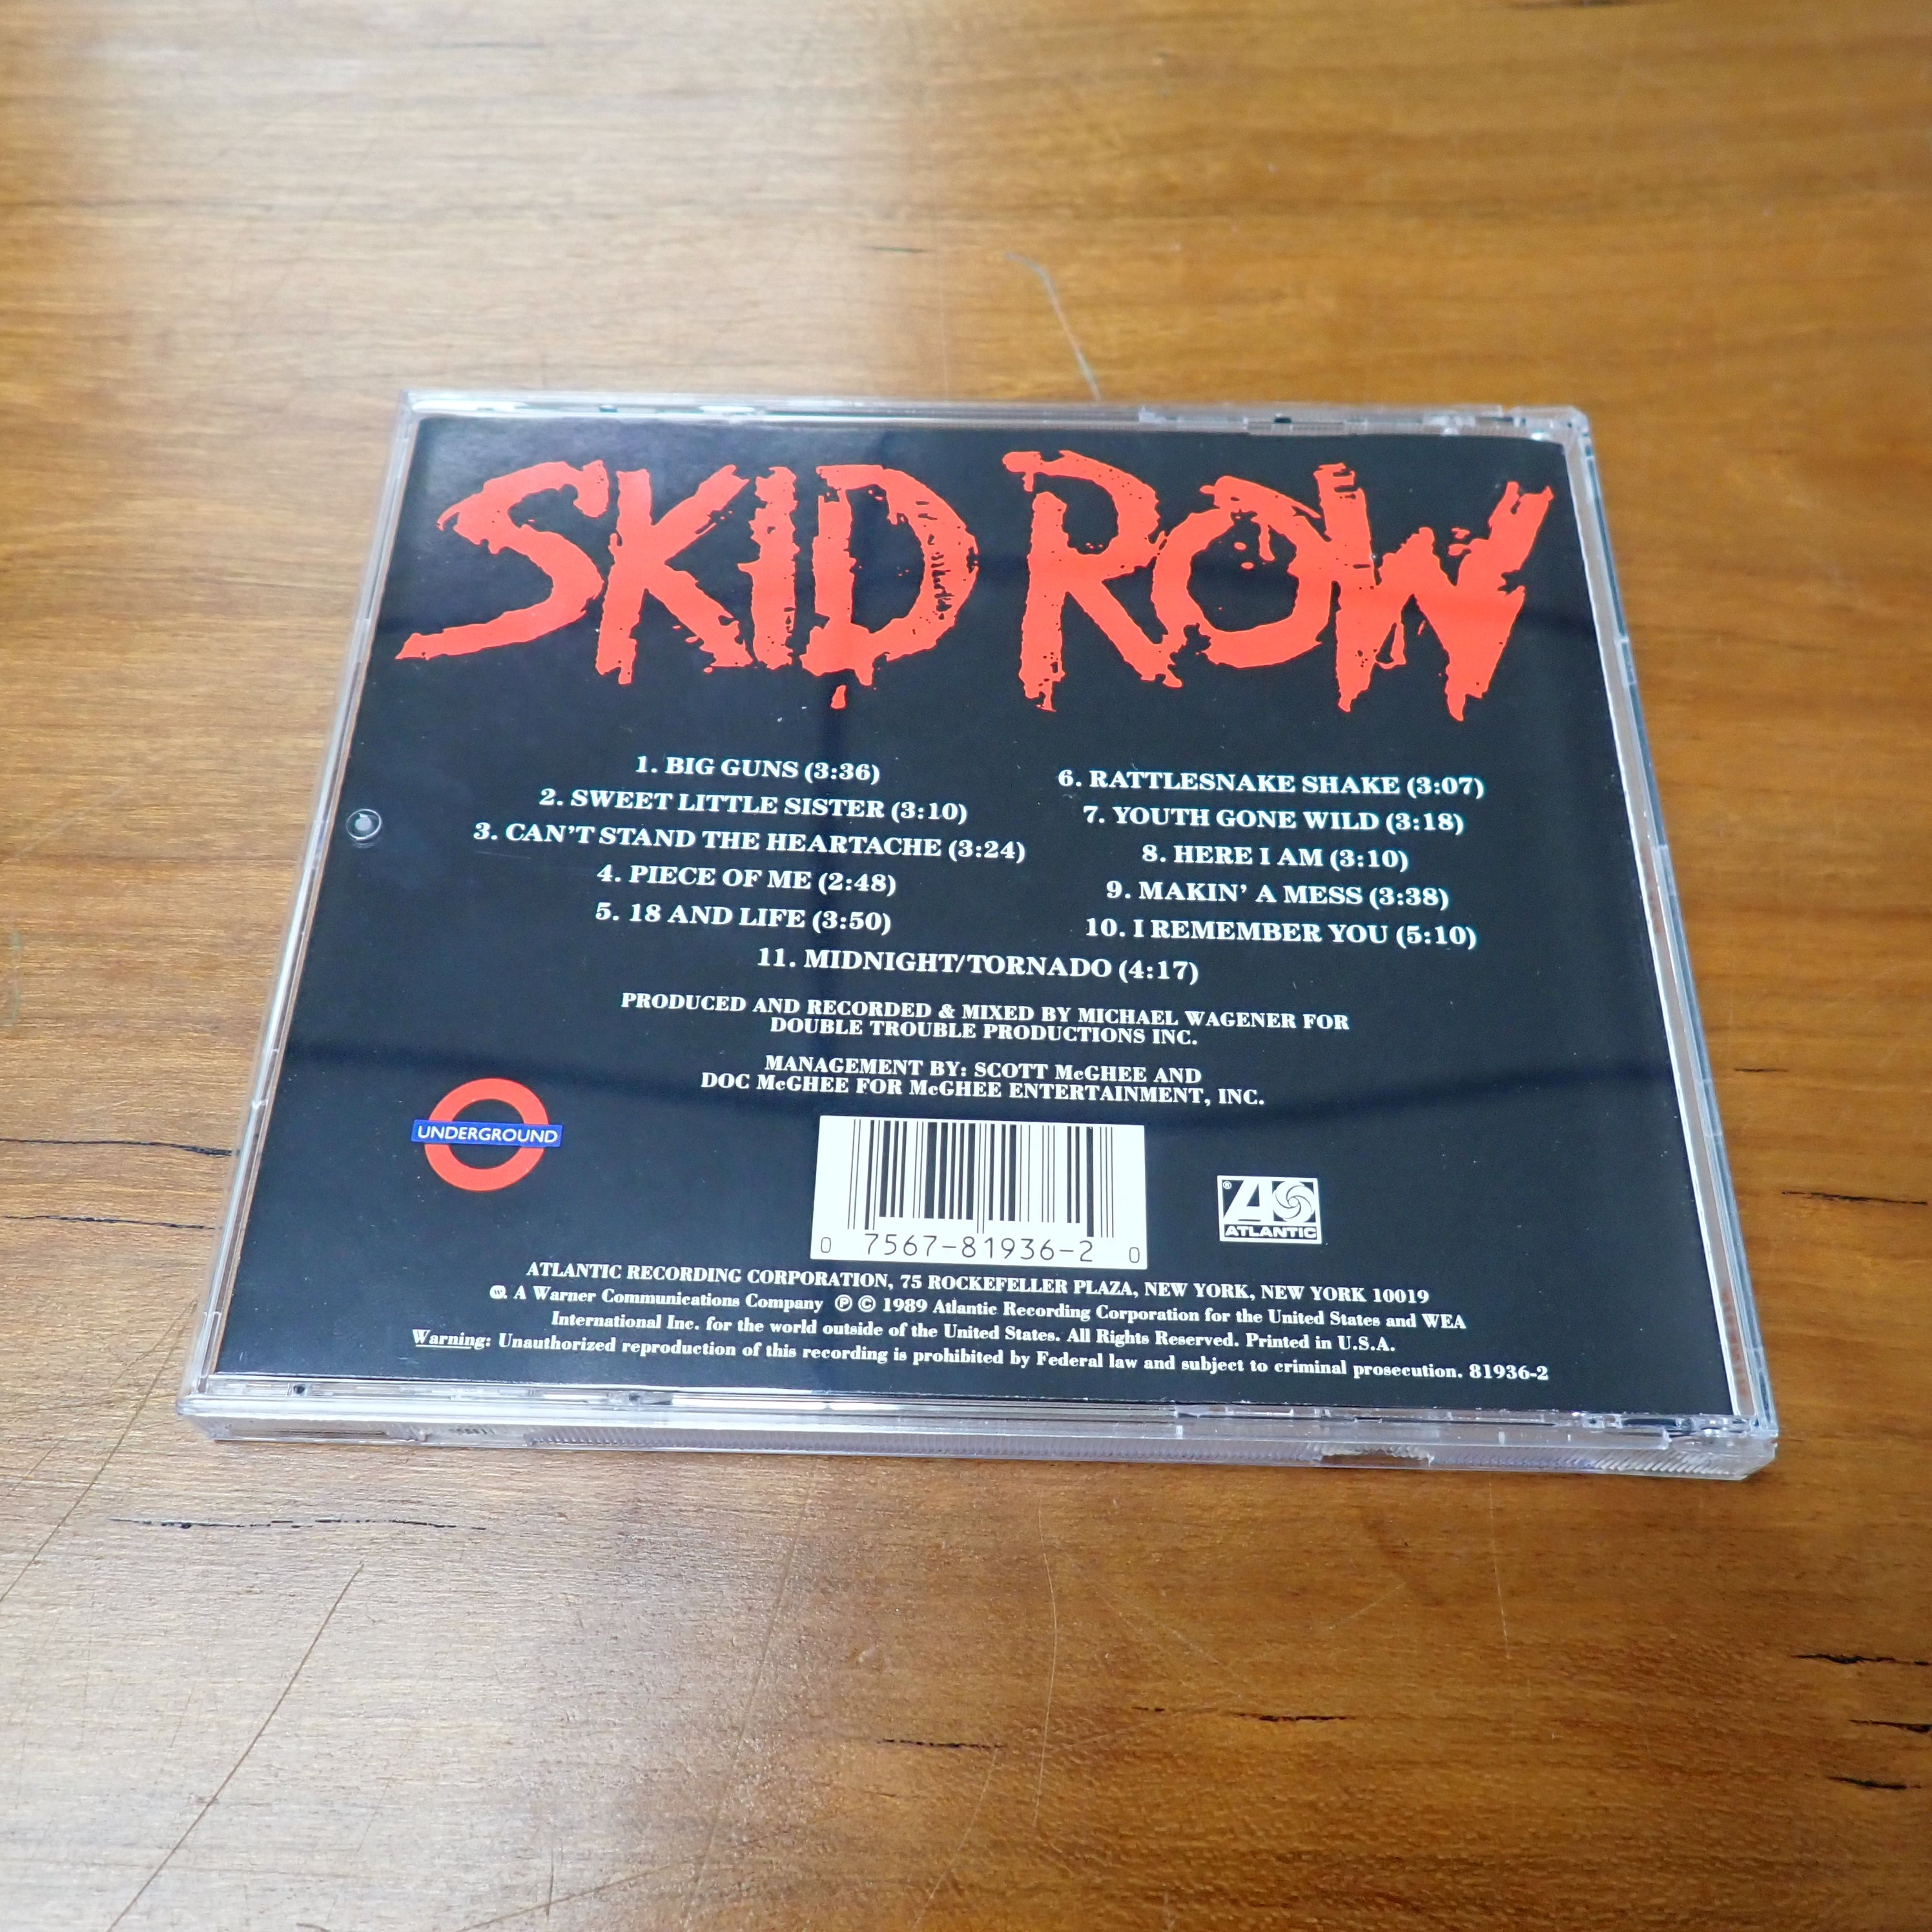 SKID ROW
1. BIG GUNS (3:36)
2. SWEET LITTLE SISTER (3:10)
3. CAN'T STAND THE HEARTACHE (3:24)
4. PIECE OF ME (2:48)
5. 18 AND LIFE (3:50)
6. RATTLESNAKE SHAKE (3:07)
7. YOUTH GONE WILD (3:18)
8. HERE I AM (3:10)
9. MAKIN' A MESS (3:38)
10. I REMEMBER YOU (5:10)
11. MIDNIGHT/TORNADO (4:17)
PRODUCED AND RECORDED & MIXED BY MICHAEL WAGENER FOR
DOUBLE TROUBLE PRODUCTIONS INC.
MANAGEMENT BY: SCOTT McGHEE AND
DOC McGHEE FOR McGHEE ENTERTAINMENT, INC.
UNDERGROUND
0 7567-81936-2 0
® ATLANTIC
ATLANTIC RECORDING CORPORATION, 75 ROCKEFELLER PLAZA, NEW YORK, NEW YORK 10019
A Warner Communications Company ℗ © 1989 Atlantic Recording Corporation for the United States and WEA
International Inc. for the world outside of the United States. All Rights Reserved. Printed in U.S.A.
Warning: Unauthorized reproduction of this recording is prohibited by Federal law and subject to criminal prosecution. 81936-2